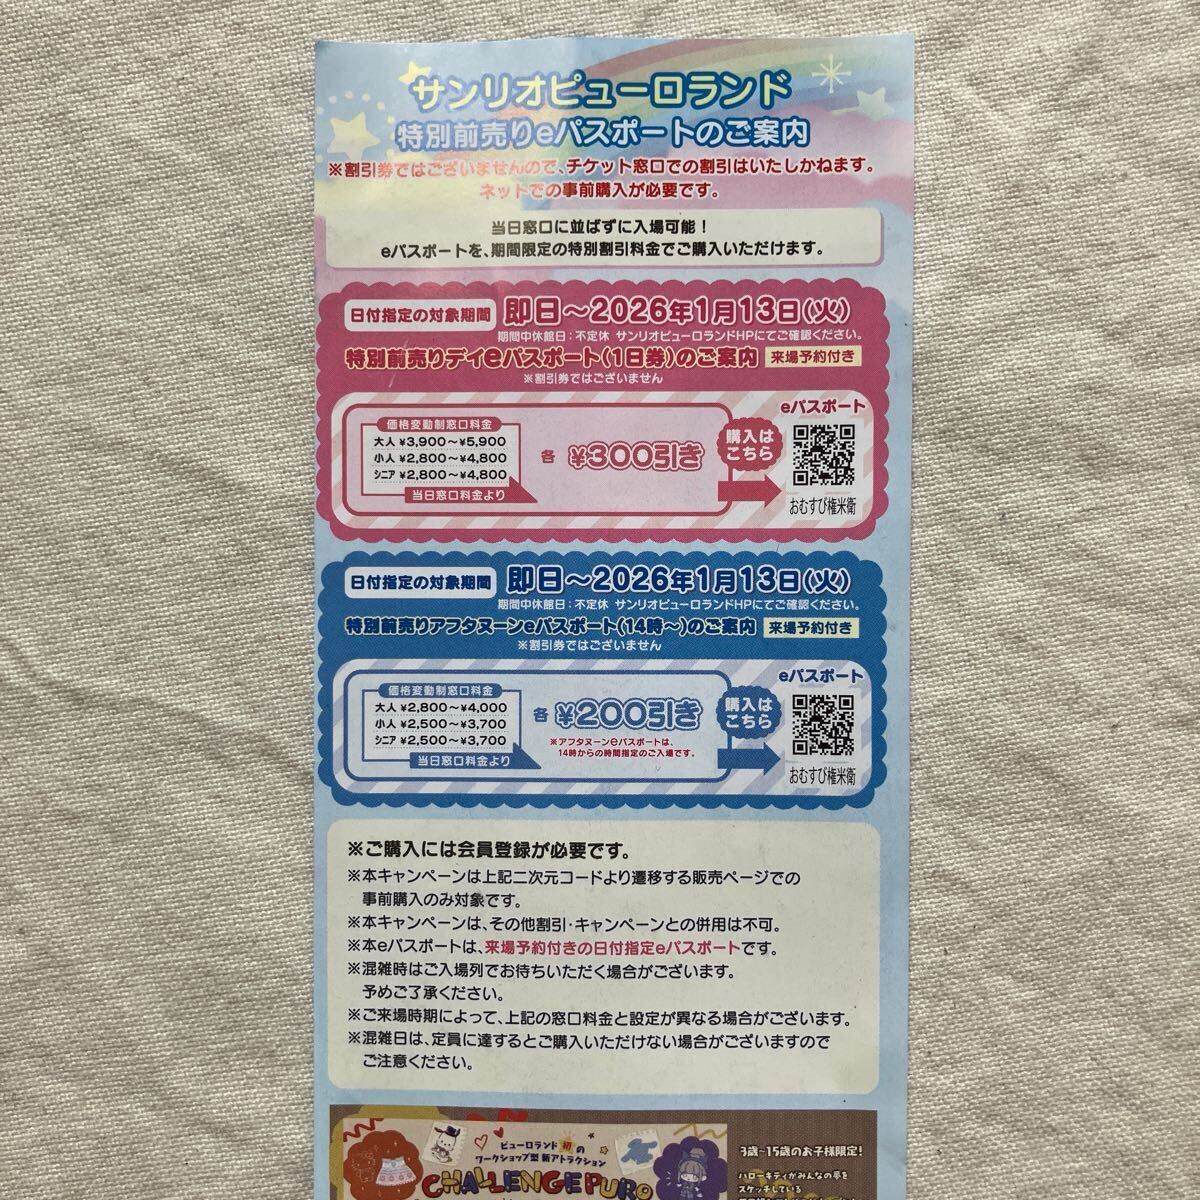 サンリオピューロランド
特別前売りeパスポートのご案内
※割引券ではございませんので、チケット窓口での割引はいたしかねます。
ネットでの事前購入が必要です。
当日窓口に並ばずに入場可能！
eパスポートを、期間限定の特別割引料金でご購入いただけます。
日付指定の対象期間 即日～2026年1月13日(火)
期間中休館日：不定休 サンリオピューロランドHPにてご確認ください。
特別前売りデイeパスポート(1日券)のご案内 来場予約付き
※割引券ではございません
価格変動制窓口料金
大人 ¥3,900～¥5,900
小人 ¥2,800～¥4,800
シニア ¥2,800～¥4,800
当日窓口料金より
各 ¥300引き
購入は
こちら
eパスポート
おむすび権米衛
日付指定の対象期間 即日～2026年1月13日(火)
期間中休館日：不定休 サンリオピューロランドHPにてご確認ください。
特別前売りアフタヌーンeパスポート(14時～)のご案内 来場予約付き
※割引券ではございません
価格変動制窓口料金
大人 ¥2,800～¥4,000
小人 ¥2,500～¥3,700
シニア ¥2,500～¥3,700
当日窓口料金より
各 ¥200引き
※アフタヌーンeパスポートは、
14時からの時間指定のご入場です。
購入は
こちら
eパスポート
おむすび権米衛
※ご購入には会員登録が必要です。
※本キャンペーンは上記二次元コードより遷移する販売ページでの
事前購入のみ対象です。
※本キャンペーンは、その他割引・キャンペーンとの併用は不可。
※本eパスポートは、来場予約付きの日付指定eパスポートです。
※混雑時はご入場列でお待ちいただく場合がございます。
予めご了承ください。
※ご来場時期によって、上記の窓口料金と設定が異なる場合がございます。
※混雑日は、定員に達するとご購入いただけない場合がございますので
ご注意ください。
ピューロランド初の
ワークショップ型 新アトラクション
CHALLENGE PURO
3歳～15歳のお子様限定！
ハローキティがみんなの夢を
スケッチしている